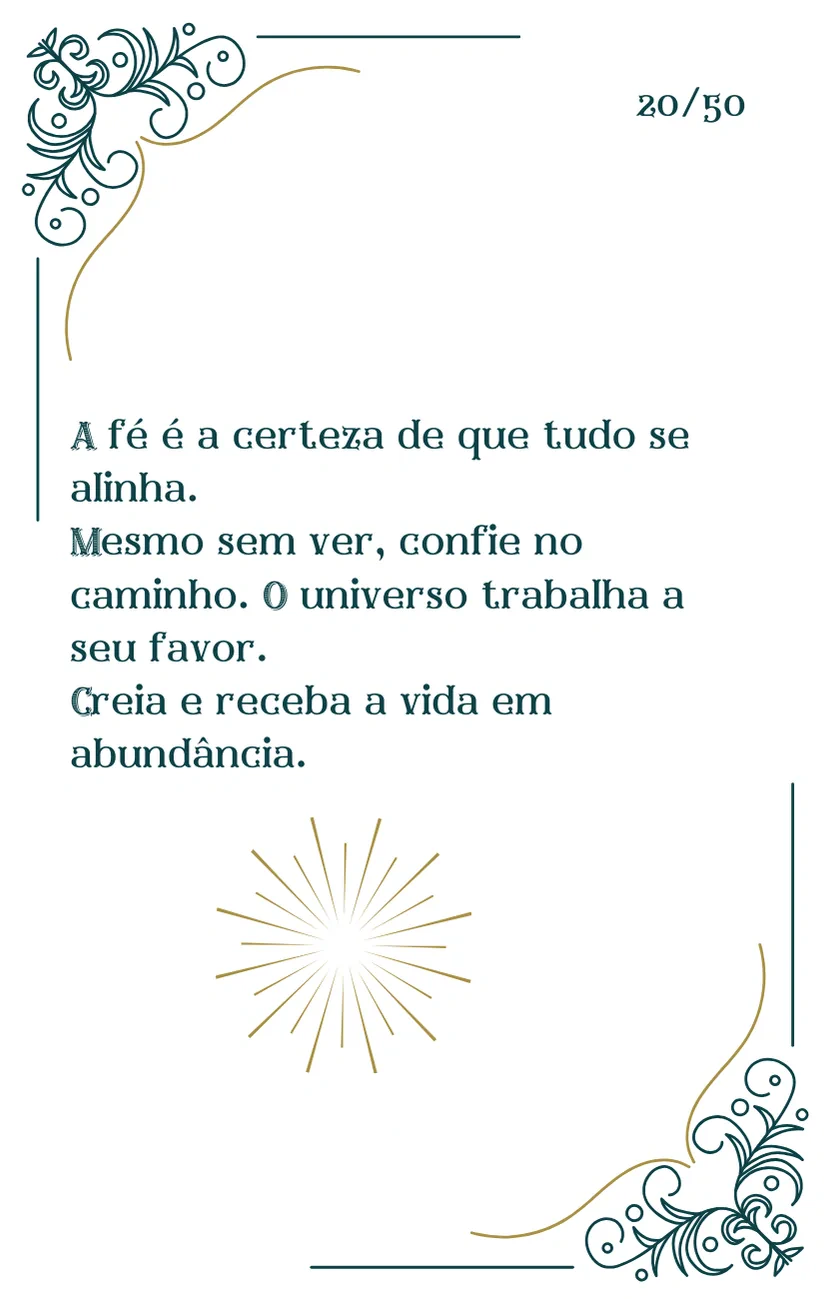 20/50
A fé é a certeza de que tudo se
alinha.
Mesmo sem ver, confie no
caminho. O universo trabalha a
seu favor.
Creia e receba a vida em
abundância.